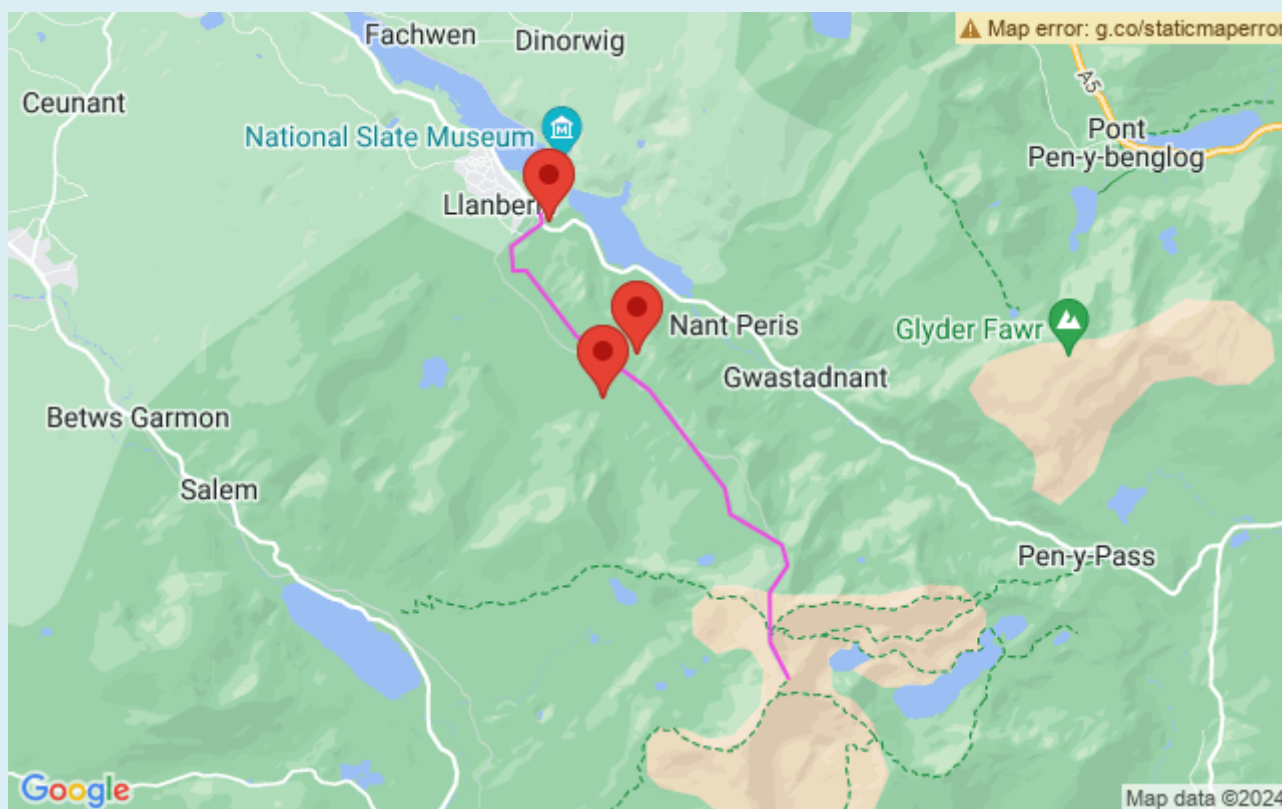 Fachwen
Dinorwig
Map error: g.co/staticmaperror
Ceunant
A5
National Slate Museum
M
Pont
Pen-y-benglog
Llanberi
Nant Peris
Glyder Fawr
Gwastadnant
Betws Garmon
Salem
Pen-y-Pass
Google
Map data ©2024